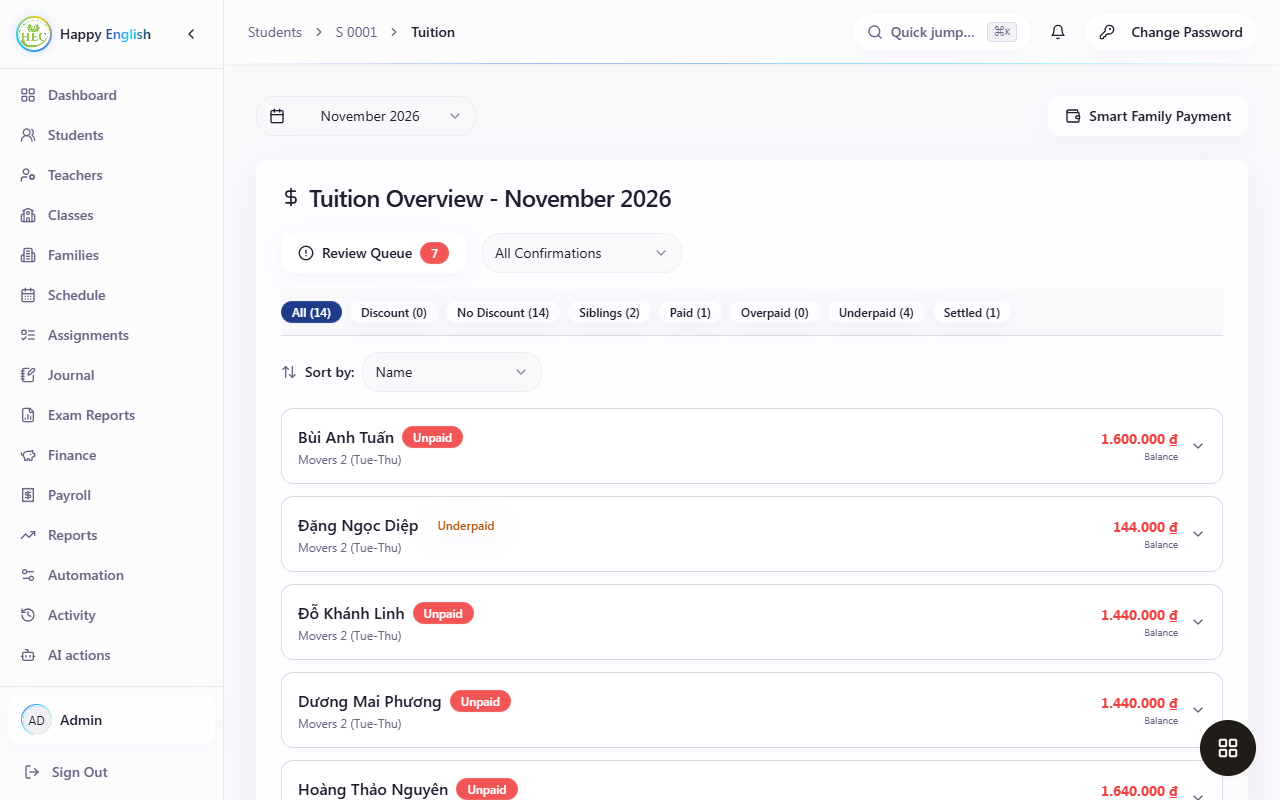 HEC
Happy English
Students > S 0001 > Tuition
Quick jump... ⌘K
Change Password
Dashboard
Students
Teachers
Classes
Families
Schedule
Assignments
Journal
Exam Reports
Finance
Payroll
Reports
Automation
Activity
AI actions
AD Admin
Sign Out
November 2026
Smart Family Payment
Tuition Overview - November 2026
Review Queue 7
All Confirmations
All (14) Discount (0) No Discount (14) Siblings (2) Paid (1) Overpaid (0) Underpaid (4) Settled (1)
Sort by: Name
Bùi Anh Tuấn Unpaid
Movers 2 (Tue-Thu)
1.600.000 ₫
Balance
Đặng Ngọc Diệp Underpaid
Movers 2 (Tue-Thu)
144.000 ₫
Balance
Đỗ Khánh Linh Unpaid
Movers 2 (Tue-Thu)
1.440.000 ₫
Balance
Dương Mai Phương Unpaid
Movers 2 (Tue-Thu)
1.440.000 ₫
Balance
Hoàng Thảo Nguyên Unpaid
1.640.000 ₫